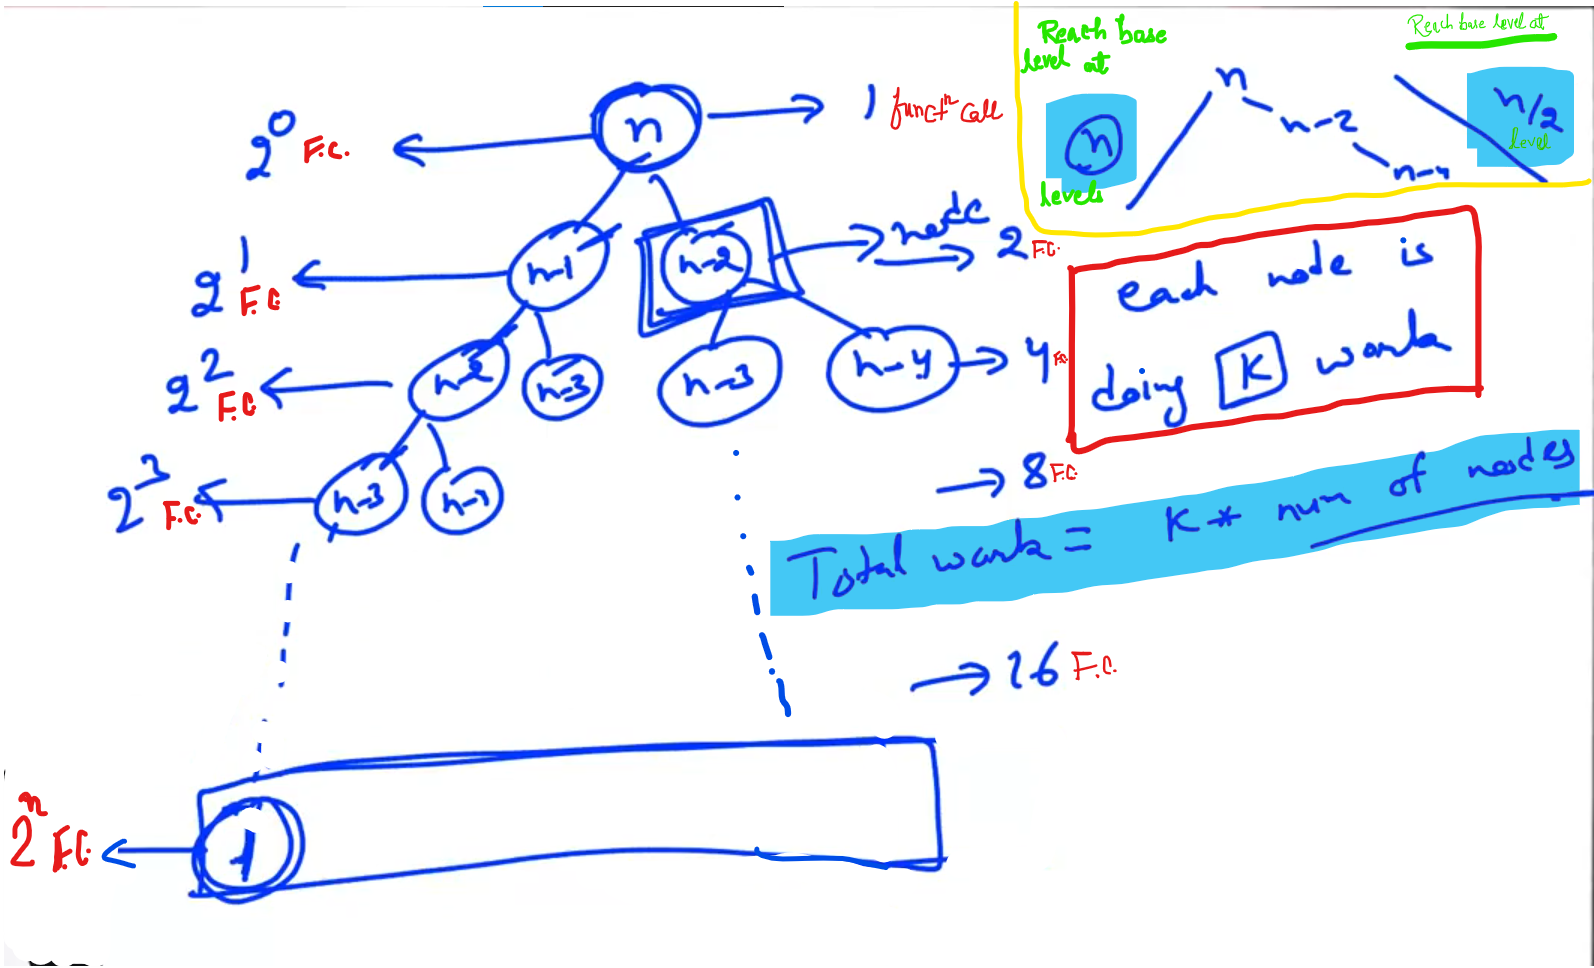 Reach base
level at
n
levels
n
n-2
n-4
Reach base level at
n/2
level
2^0 F.C.
n
1 funct^n call
2^1 F.C.
n-1
n-2
node
2 F.C.
2^2 F.C.
n-2
n-3
n-3
n-4
4 F.C.
2^3 F.C.
n-3
8 F.C.
each node is
doing K work
Total work = K* num of nodes
16 F.C.
2^n F.C.
1